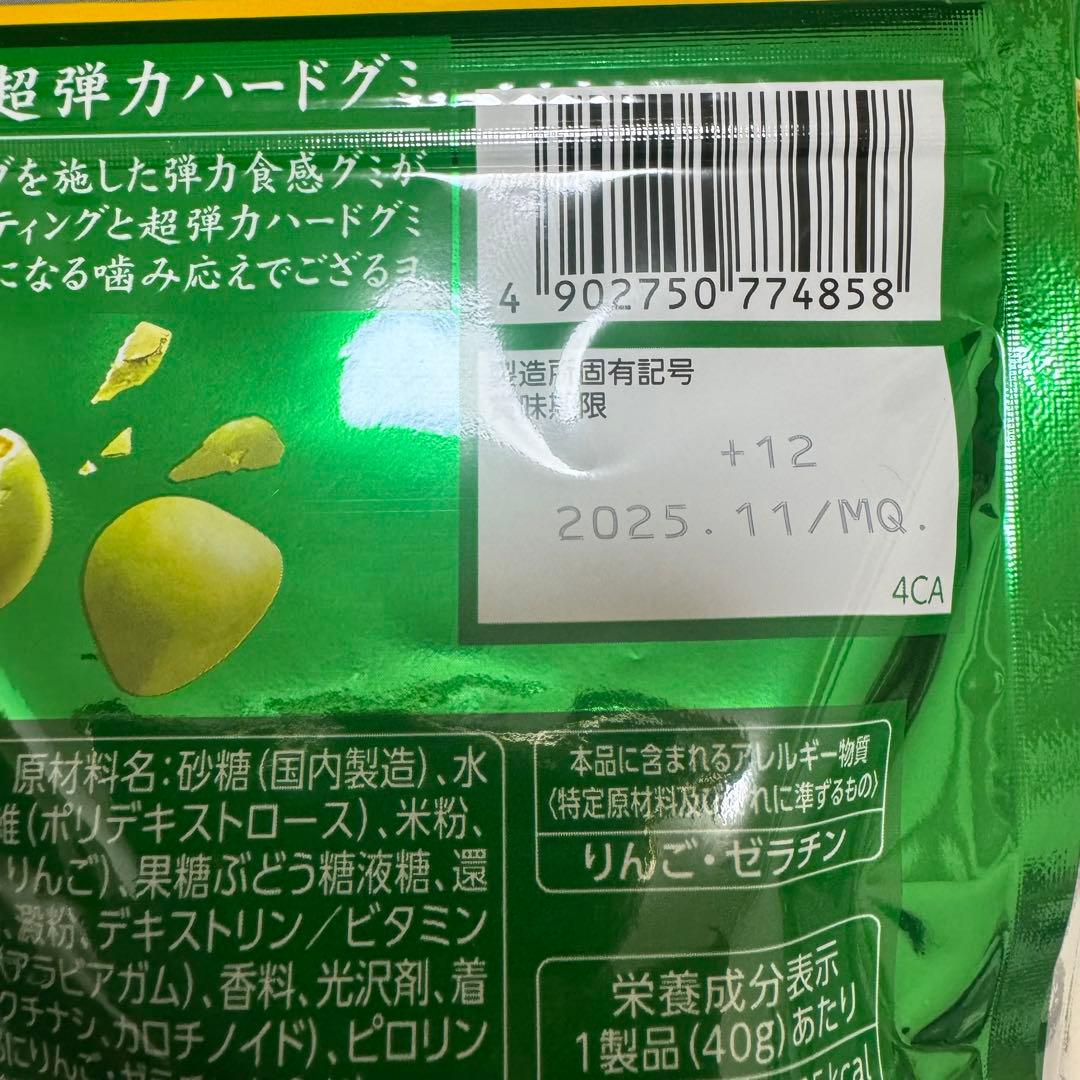 超弾力ハードグミ
グを施した弾力食感グミが
ティングと超弾力ハードグミ
になる噛み応えでござるヨ
4 902750 774858
製造所固有記号
賞味期限
+12
2025.11/MQ.
4CA
原材料名:砂糖(国内製造)、水
維(ポリデキストロース)、米粉、
りんご)、果糖ぶどう糖液糖、還
、澱粉、デキストリン/ビタミン
アラビアガム)、香料、光沢剤、着
クチナシ、カロチノイド)、ピロリン
本品に含まれるアレルギー物質
〈特定原材料及びそれに準ずるもの〉
りんご・ゼラチン
栄養成分表示
1製品(40g)あたり
kcal